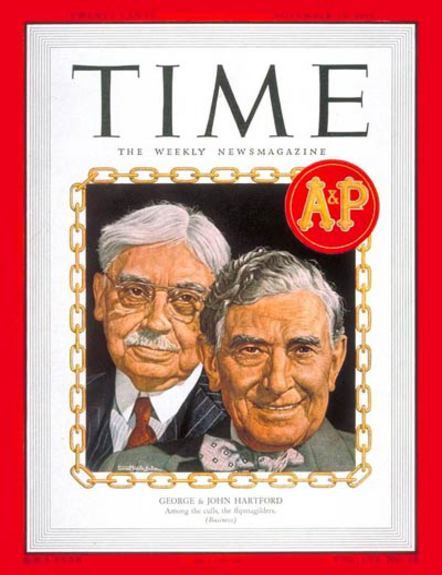 TIME
THE WEEKLY NEWSMAGAZINE
A&P
GEORGE & JOHN HARTFORD
Among the culls, the flipmagilders.
(Business)